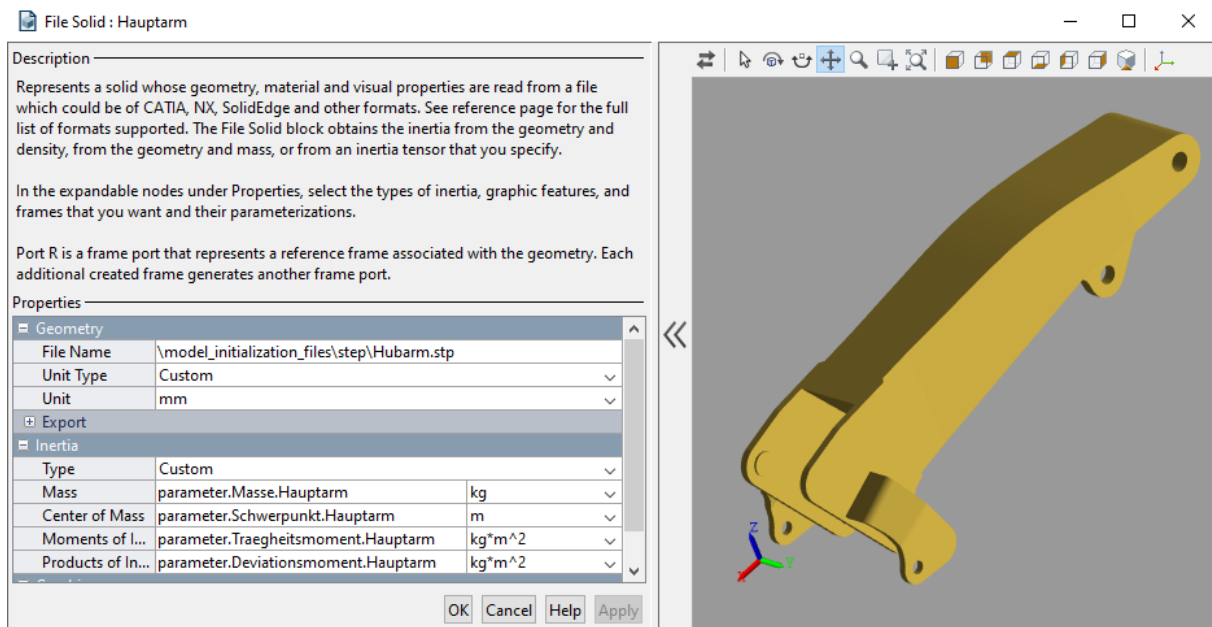 File Solid : Hauptarm
Description
Represents a solid whose geometry, material and visual properties are read from a file
which could be of CATIA, NX, SolidEdge and other formats. See reference page for the full
list of formats supported. The File Solid block obtains the inertia from the geometry and
density, from the geometry and mass, or from an inertia tensor that you specify.
In the expandable nodes under Properties, select the types of inertia, graphic features, and
frames that you want and their parameterizations.
Port R is a frame port that represents a reference frame associated with the geometry. Each
additional created frame generates another frame port.
Properties
Geometry
File Name \model_initialization_files\step\Hubarm.stp
Unit Type Custom
Unit mm
Export
Inertia
Type Custom
Mass parameter.Masse.Hauptarm kg
Center of Mass parameter.Schwerpunkt.Hauptarm m
Moments of I... parameter.Traegheitsmoment.Hauptarm kg*m^2
Products of In... parameter.Deviationsmoment.Hauptarm kg*m^2
OK Cancel Help Apply
Z
X Y